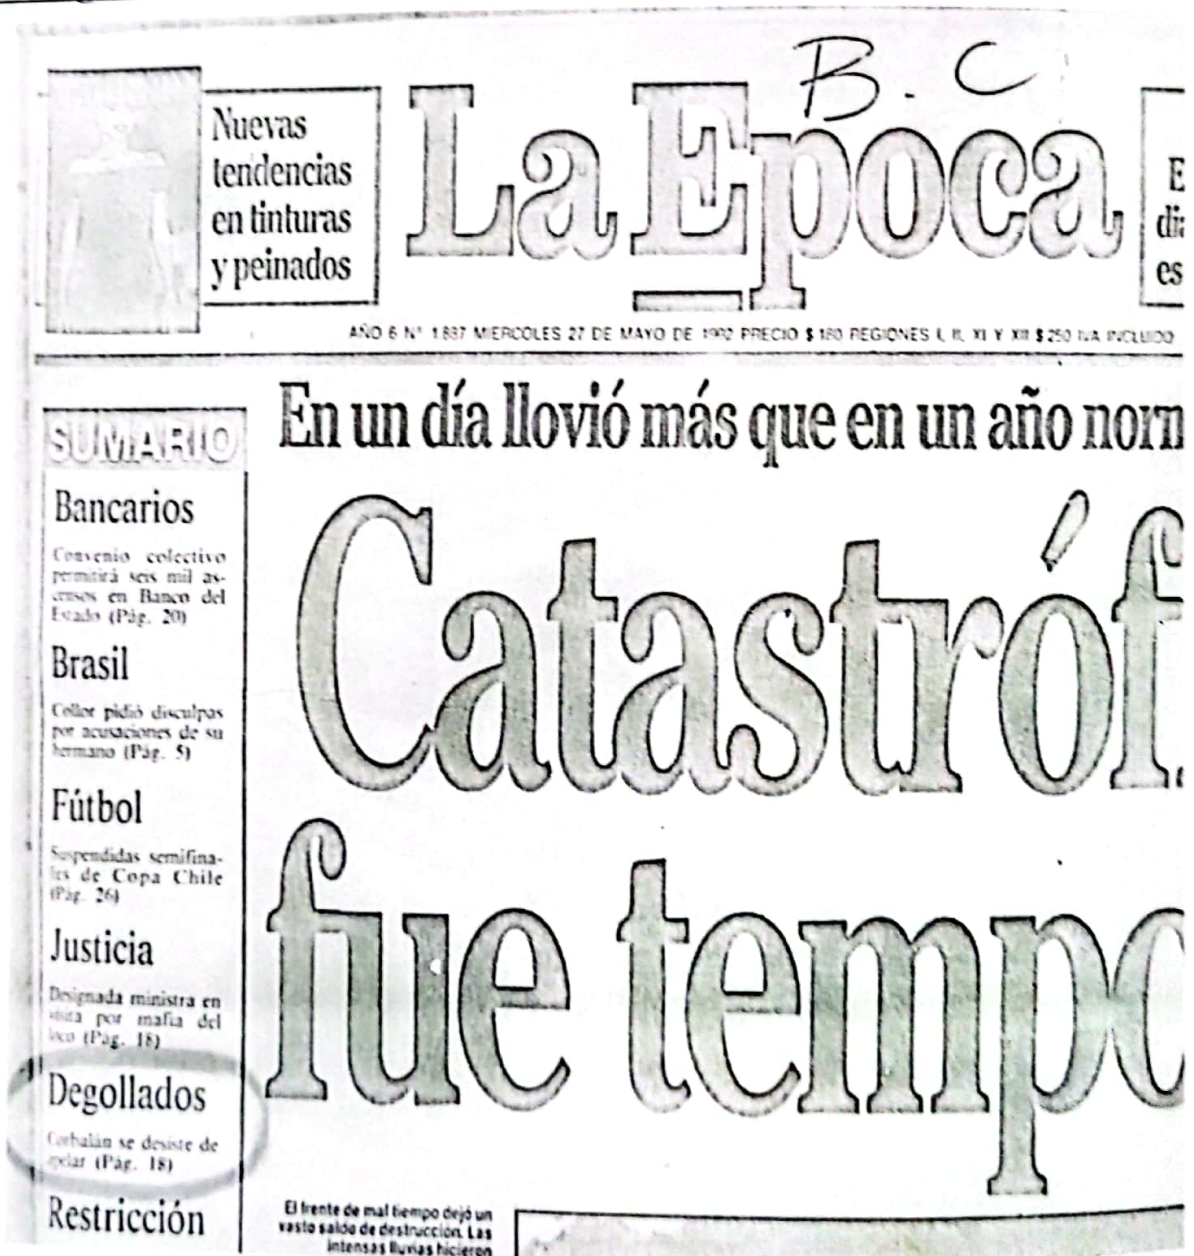 B. C
Nuevas
tendencias
en tinturas
y peinados
La Epoca
E
dia
es
AÑO 6 N° 1.887 MIERCOLES 27 DE MAYO DE 1992 PRECIO $ 180 REGIONES I, II, XI Y XII $ 250 IVA INCLUIDO
En un día llovió más que en un año norm
Catastróf
fue tempo
SUMARIO
Bancarios
Convenio colectivo
permitirá seis mil as-
censos en Banco del
Estado (Pág. 20)
Brasil
Collor pidió disculpas
por acusaciones de su
hermano (Pág. 5)
Fútbol
Suspendidas semifina-
les de Copa Chile
(Pág. 26)
Justicia
Designada ministra en
visita por mafia del
loco (Pág. 18)
Degollados
Corbalán se desiste de
apelar (Pág. 18)
Restricción
El frente de mal tiempo dejó un
vasto saldo de destrucción. Las
intensas lluvias hicieron